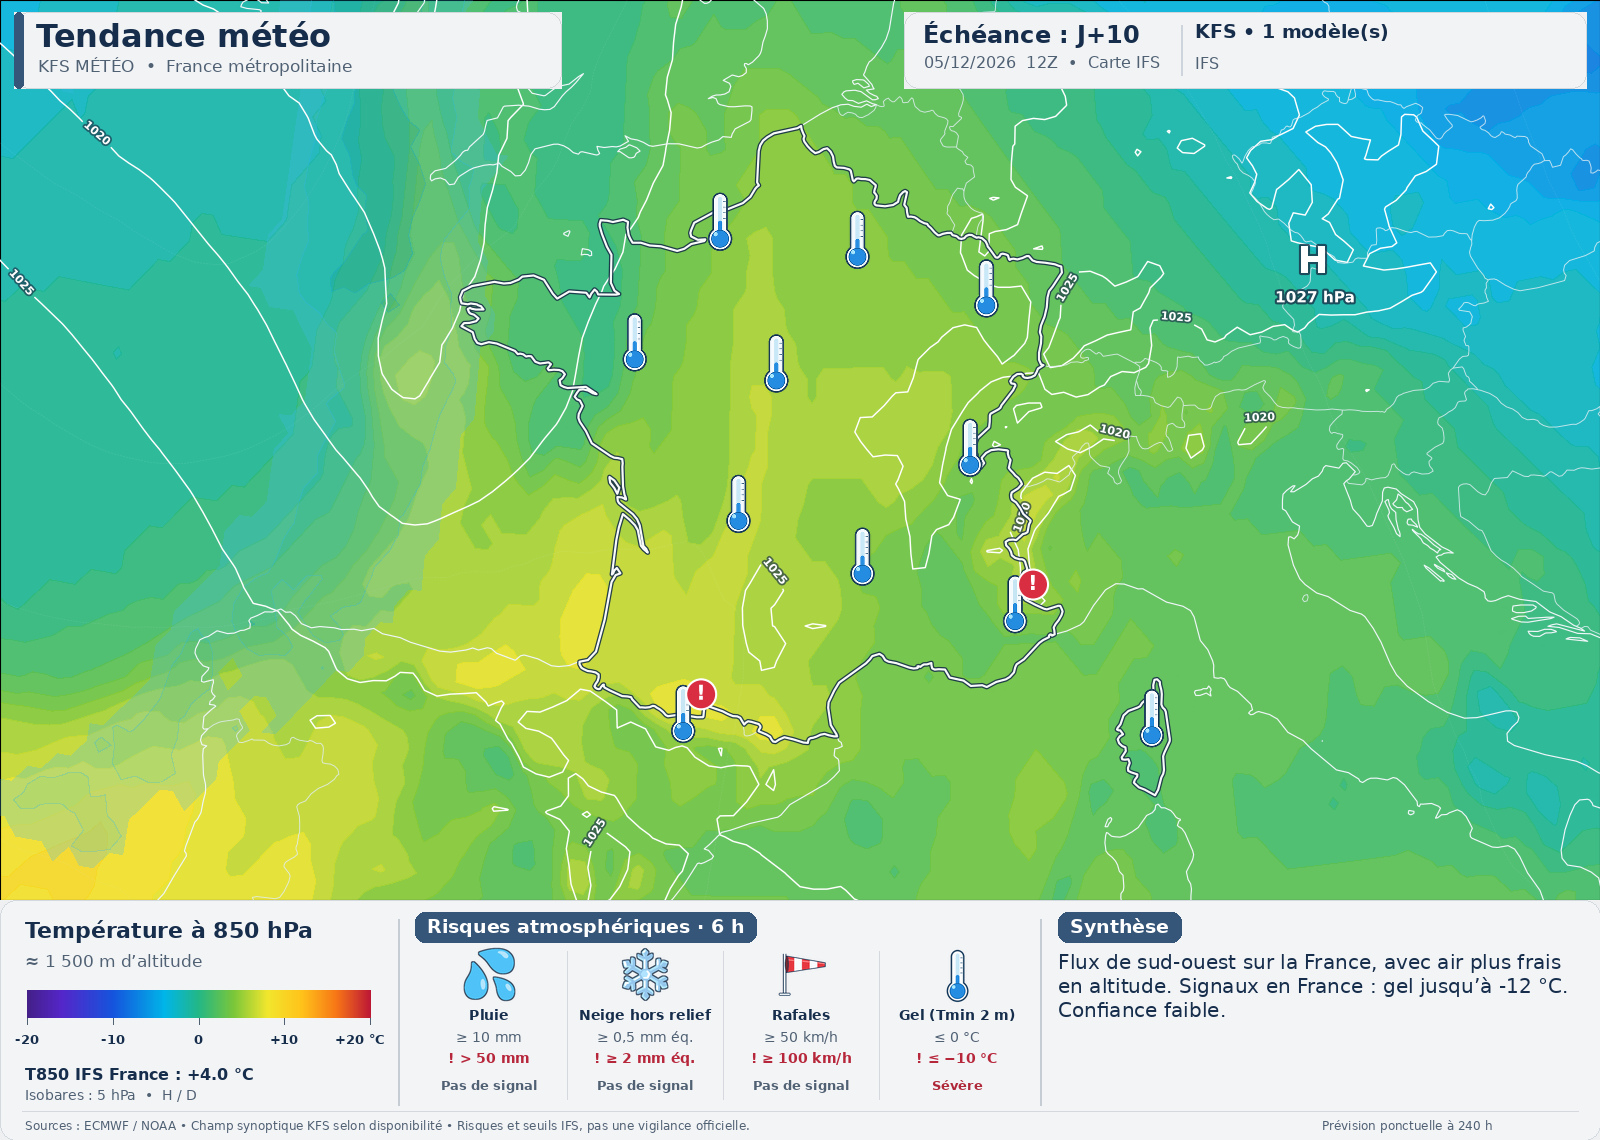 Tendance météo
KFS MÉTÉO • France métropolitaine
Échéance : J+10
05/12/2026 12Z • Carte IFS
KFS • 1 modèle(s)
IFS
1020
1025
1025
1025
H
1027 hPa
1020
1020
1020
1025
1025
!
!
Température à 850 hPa
≈ 1 500 m d’altitude
-20 -10 0 +10 +20 °C
T850 IFS France : +4.0 °C
Isobares : 5 hPa • H / D
Risques atmosphériques · 6 h
Pluie
≥ 10 mm
! > 50 mm
Pas de signal
Neige hors relief
≥ 0,5 mm éq.
! ≥ 2 mm éq.
Pas de signal
Rafales
≥ 50 km/h
! ≥ 100 km/h
Pas de signal
Gel (Tmin 2 m)
≤ 0 °C
! ≤ −10 °C
Sévère
Synthèse
Flux de sud-ouest sur la France, avec air plus frais
en altitude. Signaux en France : gel jusqu’à -12 °C.
Confiance faible.
Sources : ECMWF / NOAA • Champ synoptique KFS selon disponibilité • Risques et seuils IFS, pas une vigilance officielle.
Prévision ponctuelle à 240 h